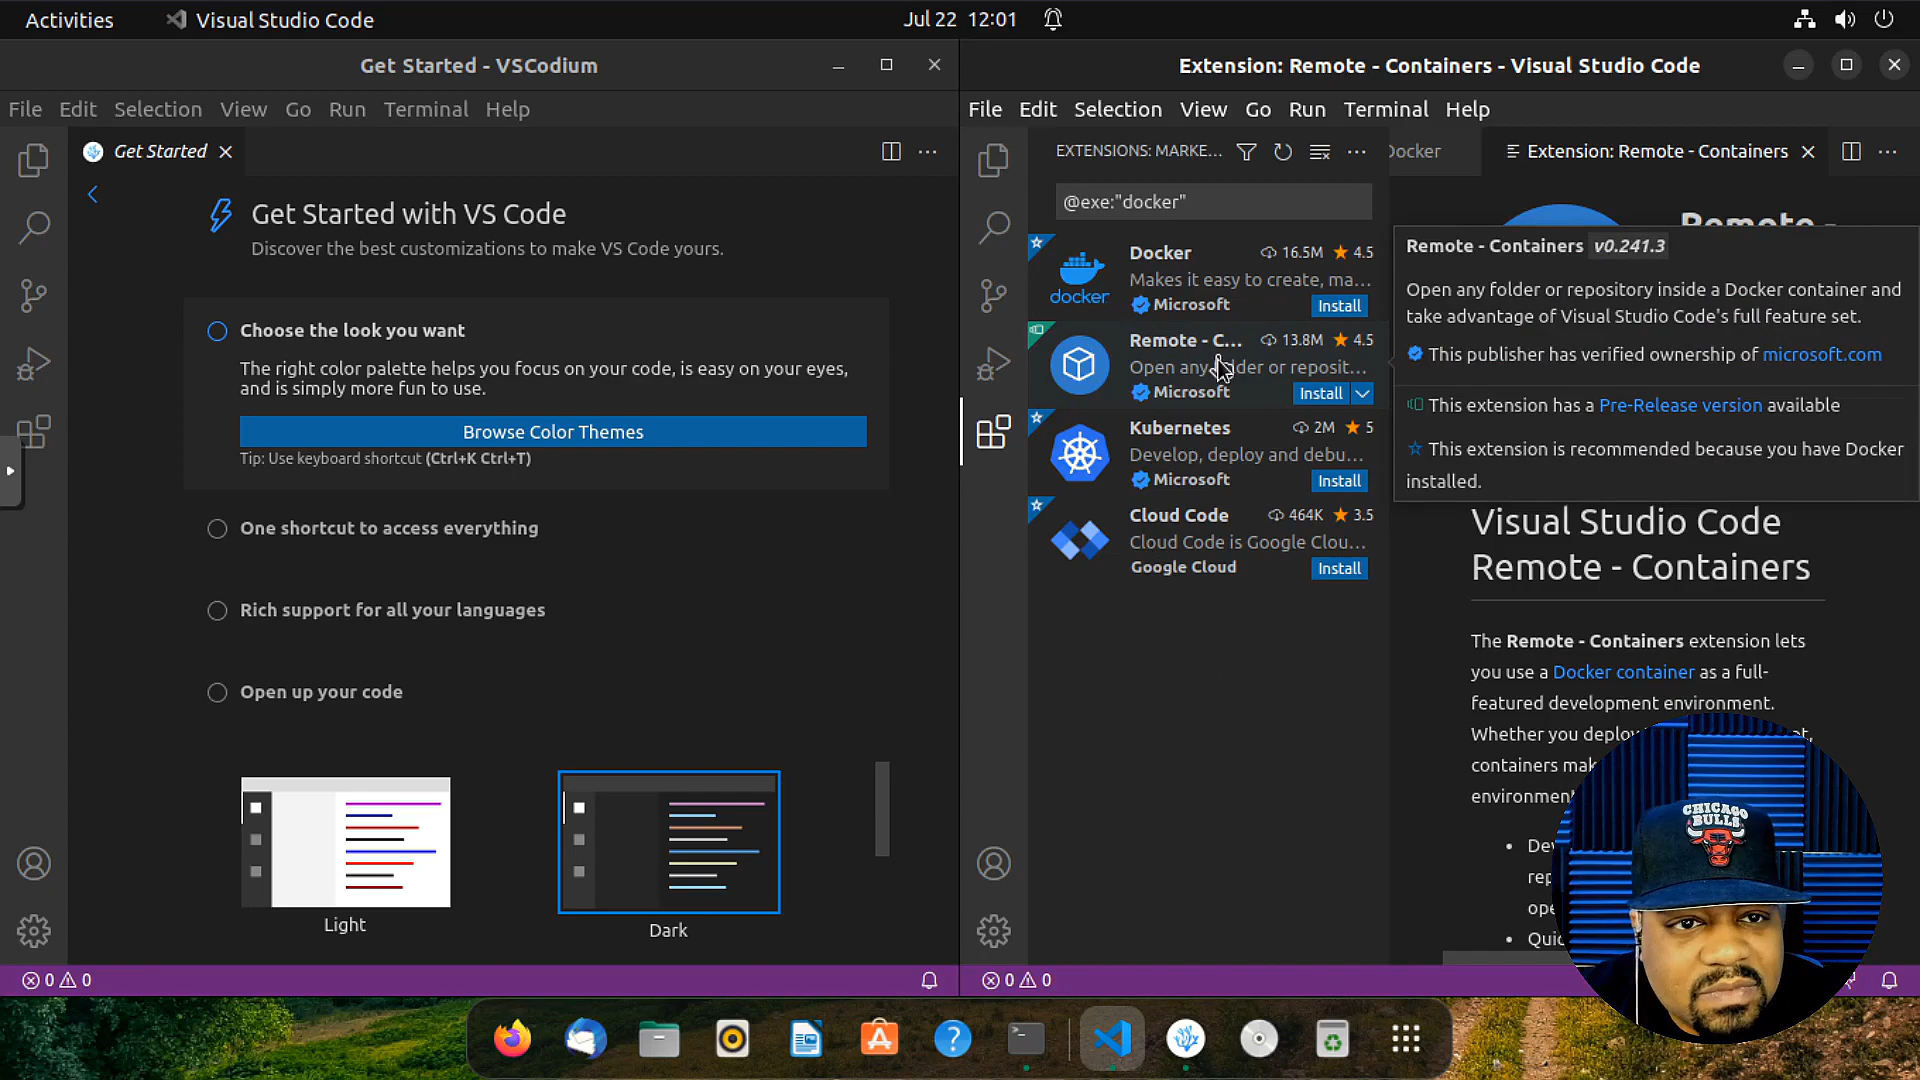 Activities
Visual Studio Code
Jul 22 12:01
Get Started - VSCodium
File Edit Selection View Go Run Terminal Help
Get Started
Get Started with VS Code
Discover the best customizations to make VS Code yours.
Choose the look you want
The right color palette helps you focus on your code, is easy on your eyes,
and is simply more fun to use.
Browse Color Themes
Tip: Use keyboard shortcut (Ctrl+K Ctrl+T)
One shortcut to access everything
Rich support for all your languages
Open up your code
Light
Dark
0 0
Extension: Remote - Containers - Visual Studio Code
File Edit Selection View Go Run Terminal Help
EXTENSIONS: MARKE...
Docker
Extension: Remote - Containers
@exe:"docker"
Docker 16.5M 4.5
Makes it easy to create, ma...
docker
Microsoft Install
Remote - C... 13.8M 4.5
Open any folder or reposit...
Microsoft Install
Kubernetes 2M 5
Develop, deploy and debu...
Microsoft Install
Cloud Code 464K 3.5
Cloud Code is Google Clou...
Google Cloud Install
Remote -
Remote - Containers v0.241.3
Open any folder or repository inside a Docker container and
take advantage of Visual Studio Code's full feature set.
This publisher has verified ownership of microsoft.com
This extension has a Pre-Release version available
This extension is recommended because you have Docker
installed.
Visual Studio Code
Remote - Containers
The Remote - Containers extension lets
you use a Docker container as a full-
featured development environment.
Whether you deploy
containers
environment
0 0
CHICAGO
BULLS